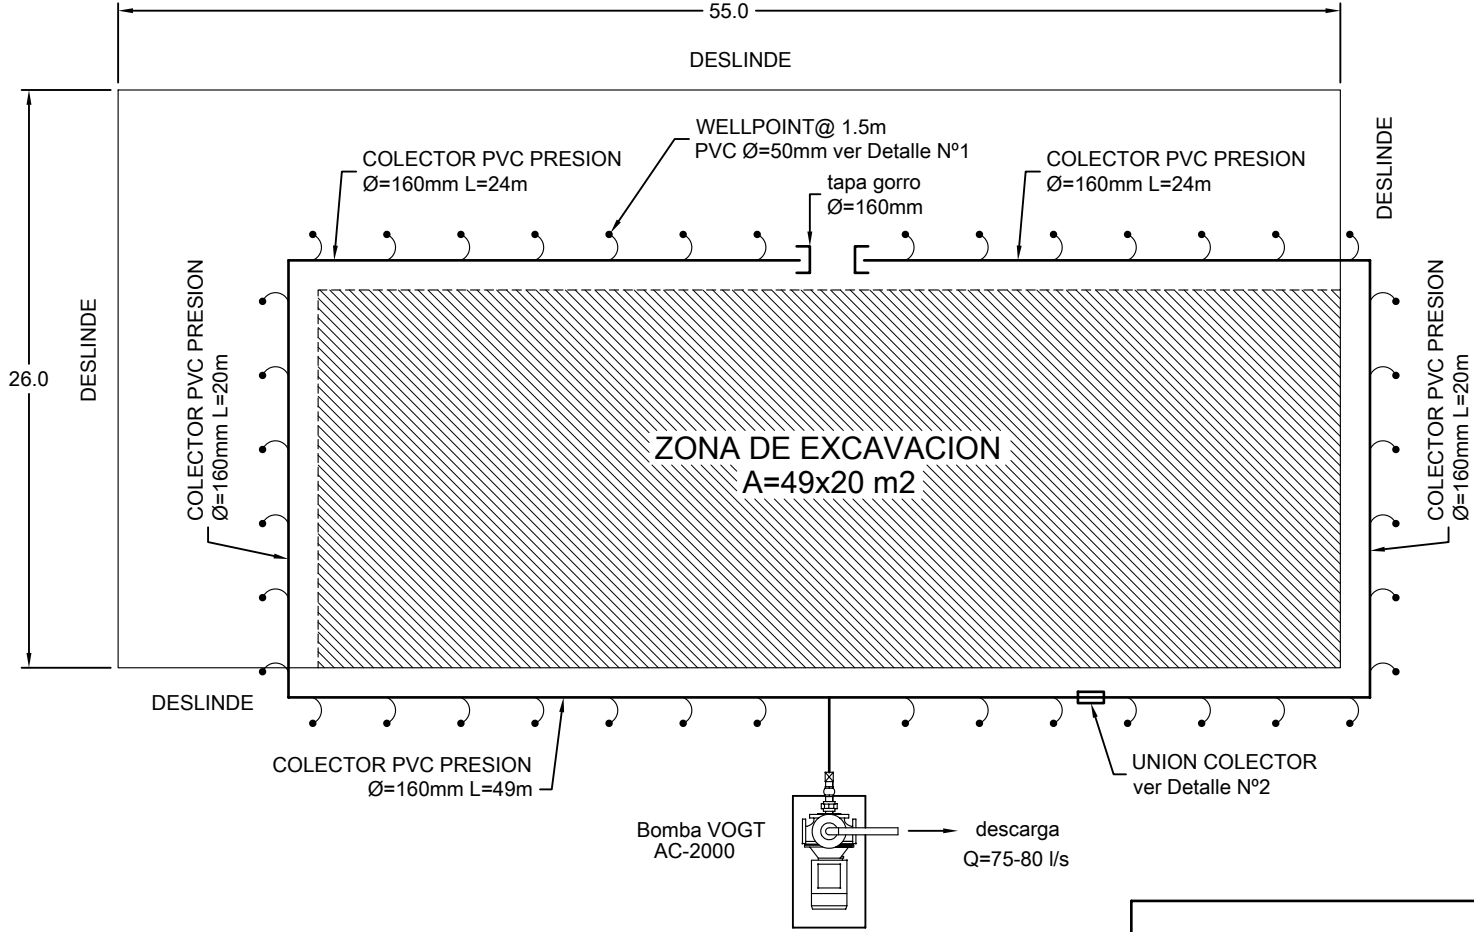 55.0
DESLINDE
WELLPOINT@ 1.5m
PVC Ø=50mm ver Detalle Nº1
COLECTOR PVC PRESION
Ø=160mm L=24m
tapa gorro
Ø=160mm
COLECTOR PVC PRESION
Ø=160mm L=24m
DESLINDE
26.0
DESLINDE
COLECTOR PVC PRESION
Ø=160mm L=20m
ZONA DE EXCAVACION
A=49x20 m2
COLECTOR PVC PRESION
Ø=160mm L=20m
DESLINDE
COLECTOR PVC PRESION
Ø=160mm L=49m
UNION COLECTOR
ver Detalle Nº2
Bomba VOGT
AC-2000
descarga
Q=75-80 l/s